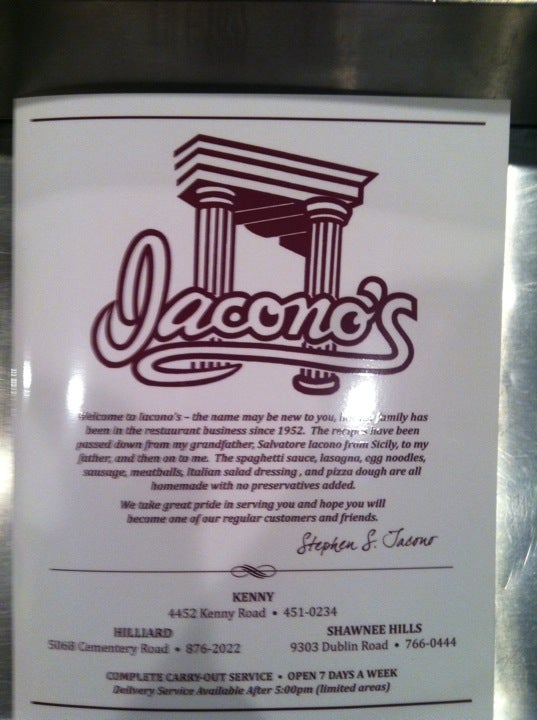 Iacono's
Welcome to Iacono's – the name may be new to you, family has
been in the restaurant business since 1952. The recipes have been
passed down from my grandfather, Salvatore Iacono from Sicily, to my
father, and then on to me. The spaghetti sauce, lasagna, egg noodles,
sausage, meatballs, Italian salad dressing, and pizza dough are all
homemade with no preservatives added.
We take great pride in serving you and hope you will
become one of our regular customers and friends.
Stephen S. Iacono
KENNY
4452 Kenny Road • 451-0234
HILLIARD
5068 Cementery Road • 876-2022
SHAWNEE HILLS
9303 Dublin Road • 766-0444
COMPLETE CARRY-OUT SERVICE • OPEN 7 DAYS A WEEK
Delivery Service Available After 5:00pm (limited areas)